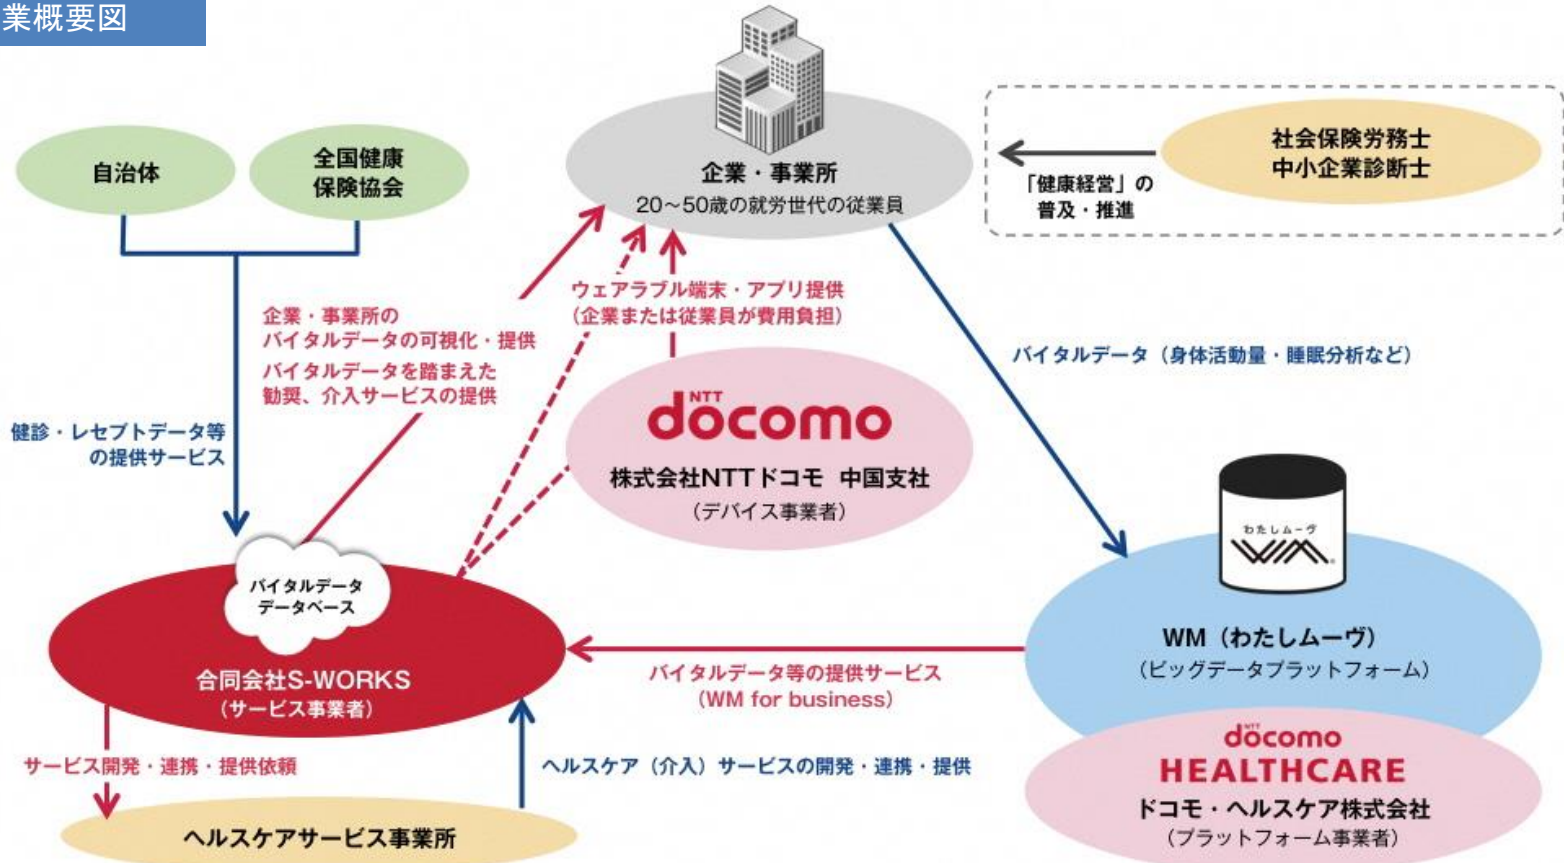 業概要図
自治体
全国健康
保険協会
企業・事業所
20～50歳の就労世代の従業員
「健康経営」の
普及・推進
社会保険労務士
中小企業診断士
企業・事業所の
バイタルデータの可視化・提供
バイタルデータを踏まえた
勧奨、介入サービスの提供
ウェアラブル端末・アプリ提供
（企業または従業員が費用負担）
バイタルデータ（身体活動量・睡眠分析など）
健診・レセプトデータ等
の提供サービス
NTT
docomo
株式会社NTTドコモ 中国支社
（デバイス事業者）
わたしムーヴ
WM®
バイタルデータ
データベース
合同会社S-WORKS
（サービス事業者）
バイタルデータ等の提供サービス
（WM for business）
WM（わたしムーヴ）
（ビッグデータプラットフォーム）
サービス開発・連携・提供依頼
ヘルスケア（介入）サービスの開発・連携・提供
NTT
docomo
HEALTHCARE
ドコモ・ヘルスケア株式会社
（プラットフォーム事業者）
ヘルスケアサービス事業所